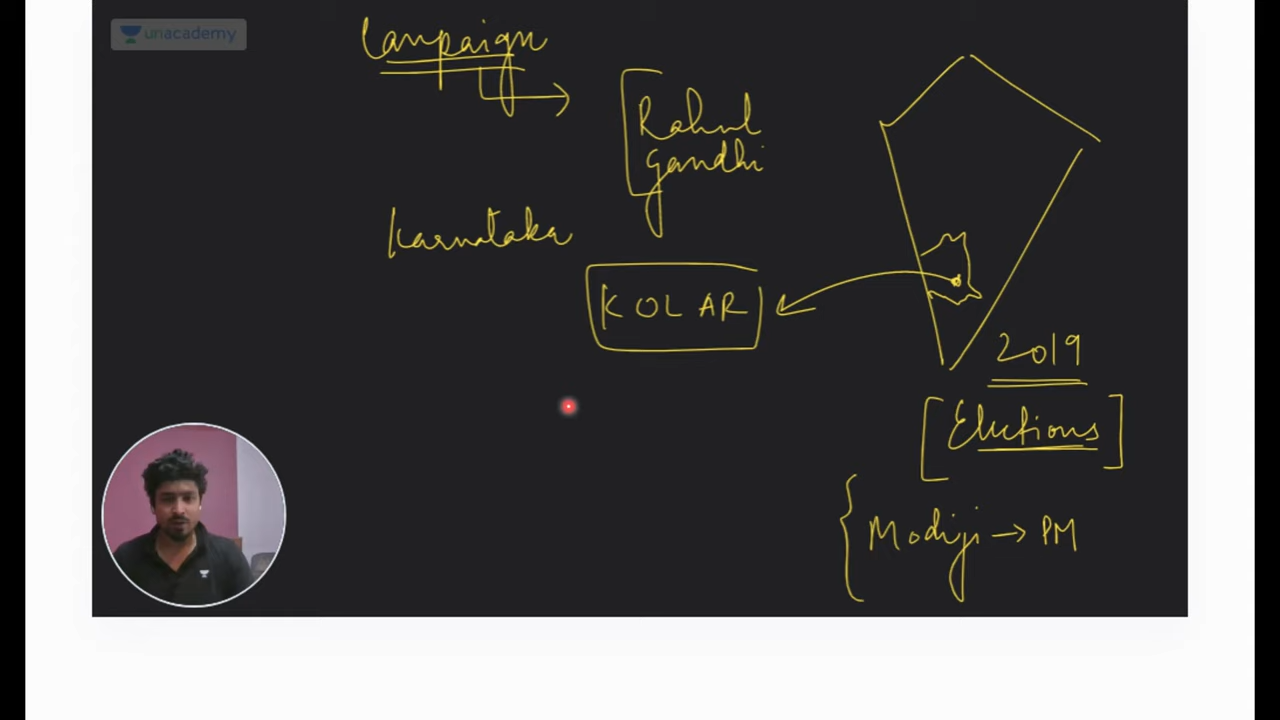 unacademy
Campaign
Rahul
Gandhi
Karnataka
KOLAR
2019
Elections
Modiji → PM